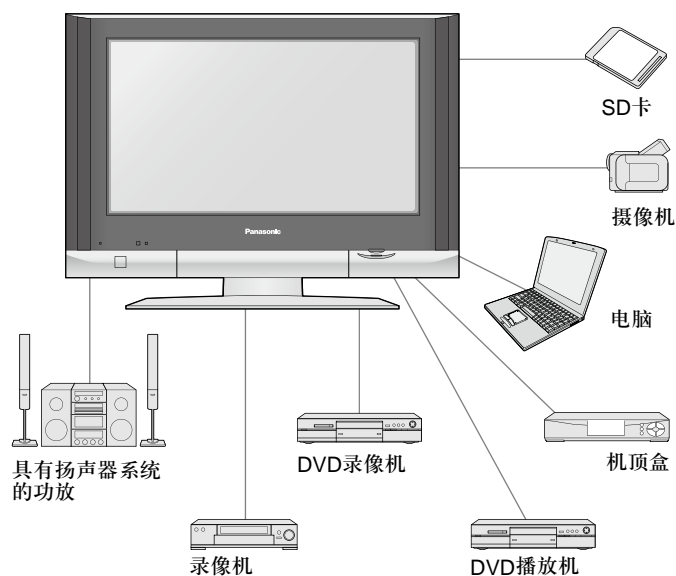 SD卡
摄像机
Panasonic
电脑
机顶盒
DVD录像机
具有扬声器系统
的功放
录像机
DVD播放机